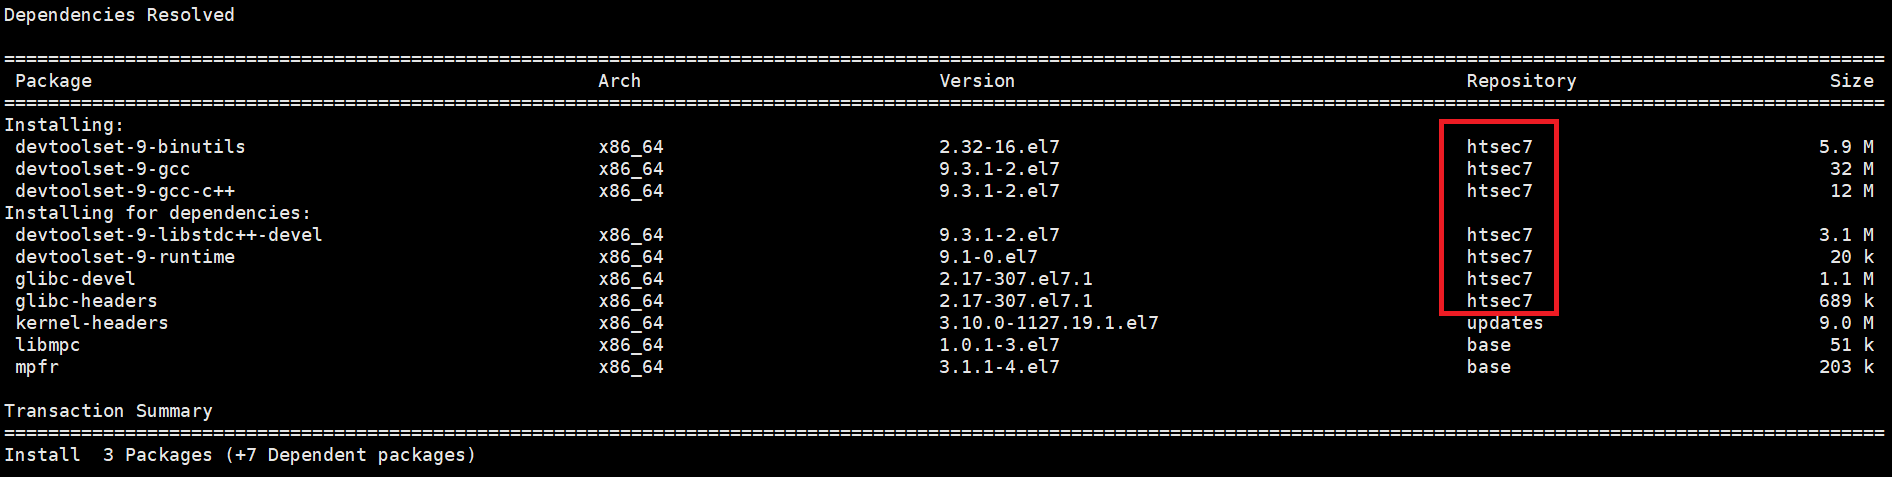 Dependencies Resolved
================================================================================
Package Arch Version Repository Size
================================================================================
Installing:
devtoolset-9-binutils x86_64 2.32-16.el7 htsec7 5.9 M
devtoolset-9-gcc x86_64 9.3.1-2.el7 htsec7 32 M
devtoolset-9-gcc-c++ x86_64 9.3.1-2.el7 htsec7 12 M
Installing for dependencies:
devtoolset-9-libstdc++-devel x86_64 9.3.1-2.el7 htsec7 3.1 M
devtoolset-9-runtime x86_64 9.1-0.el7 htsec7 20 k
glibc-devel x86_64 2.17-307.el7.1 htsec7 1.1 M
glibc-headers x86_64 2.17-307.el7.1 htsec7 689 k
kernel-headers x86_64 3.10.0-1127.19.1.el7 updates 9.0 M
libmpc x86_64 1.0.1-3.el7 base 51 k
mpfr x86_64 3.1.1-4.el7 base 203 k
Transaction Summary
================================================================================
Install 3 Packages (+7 Dependent packages)